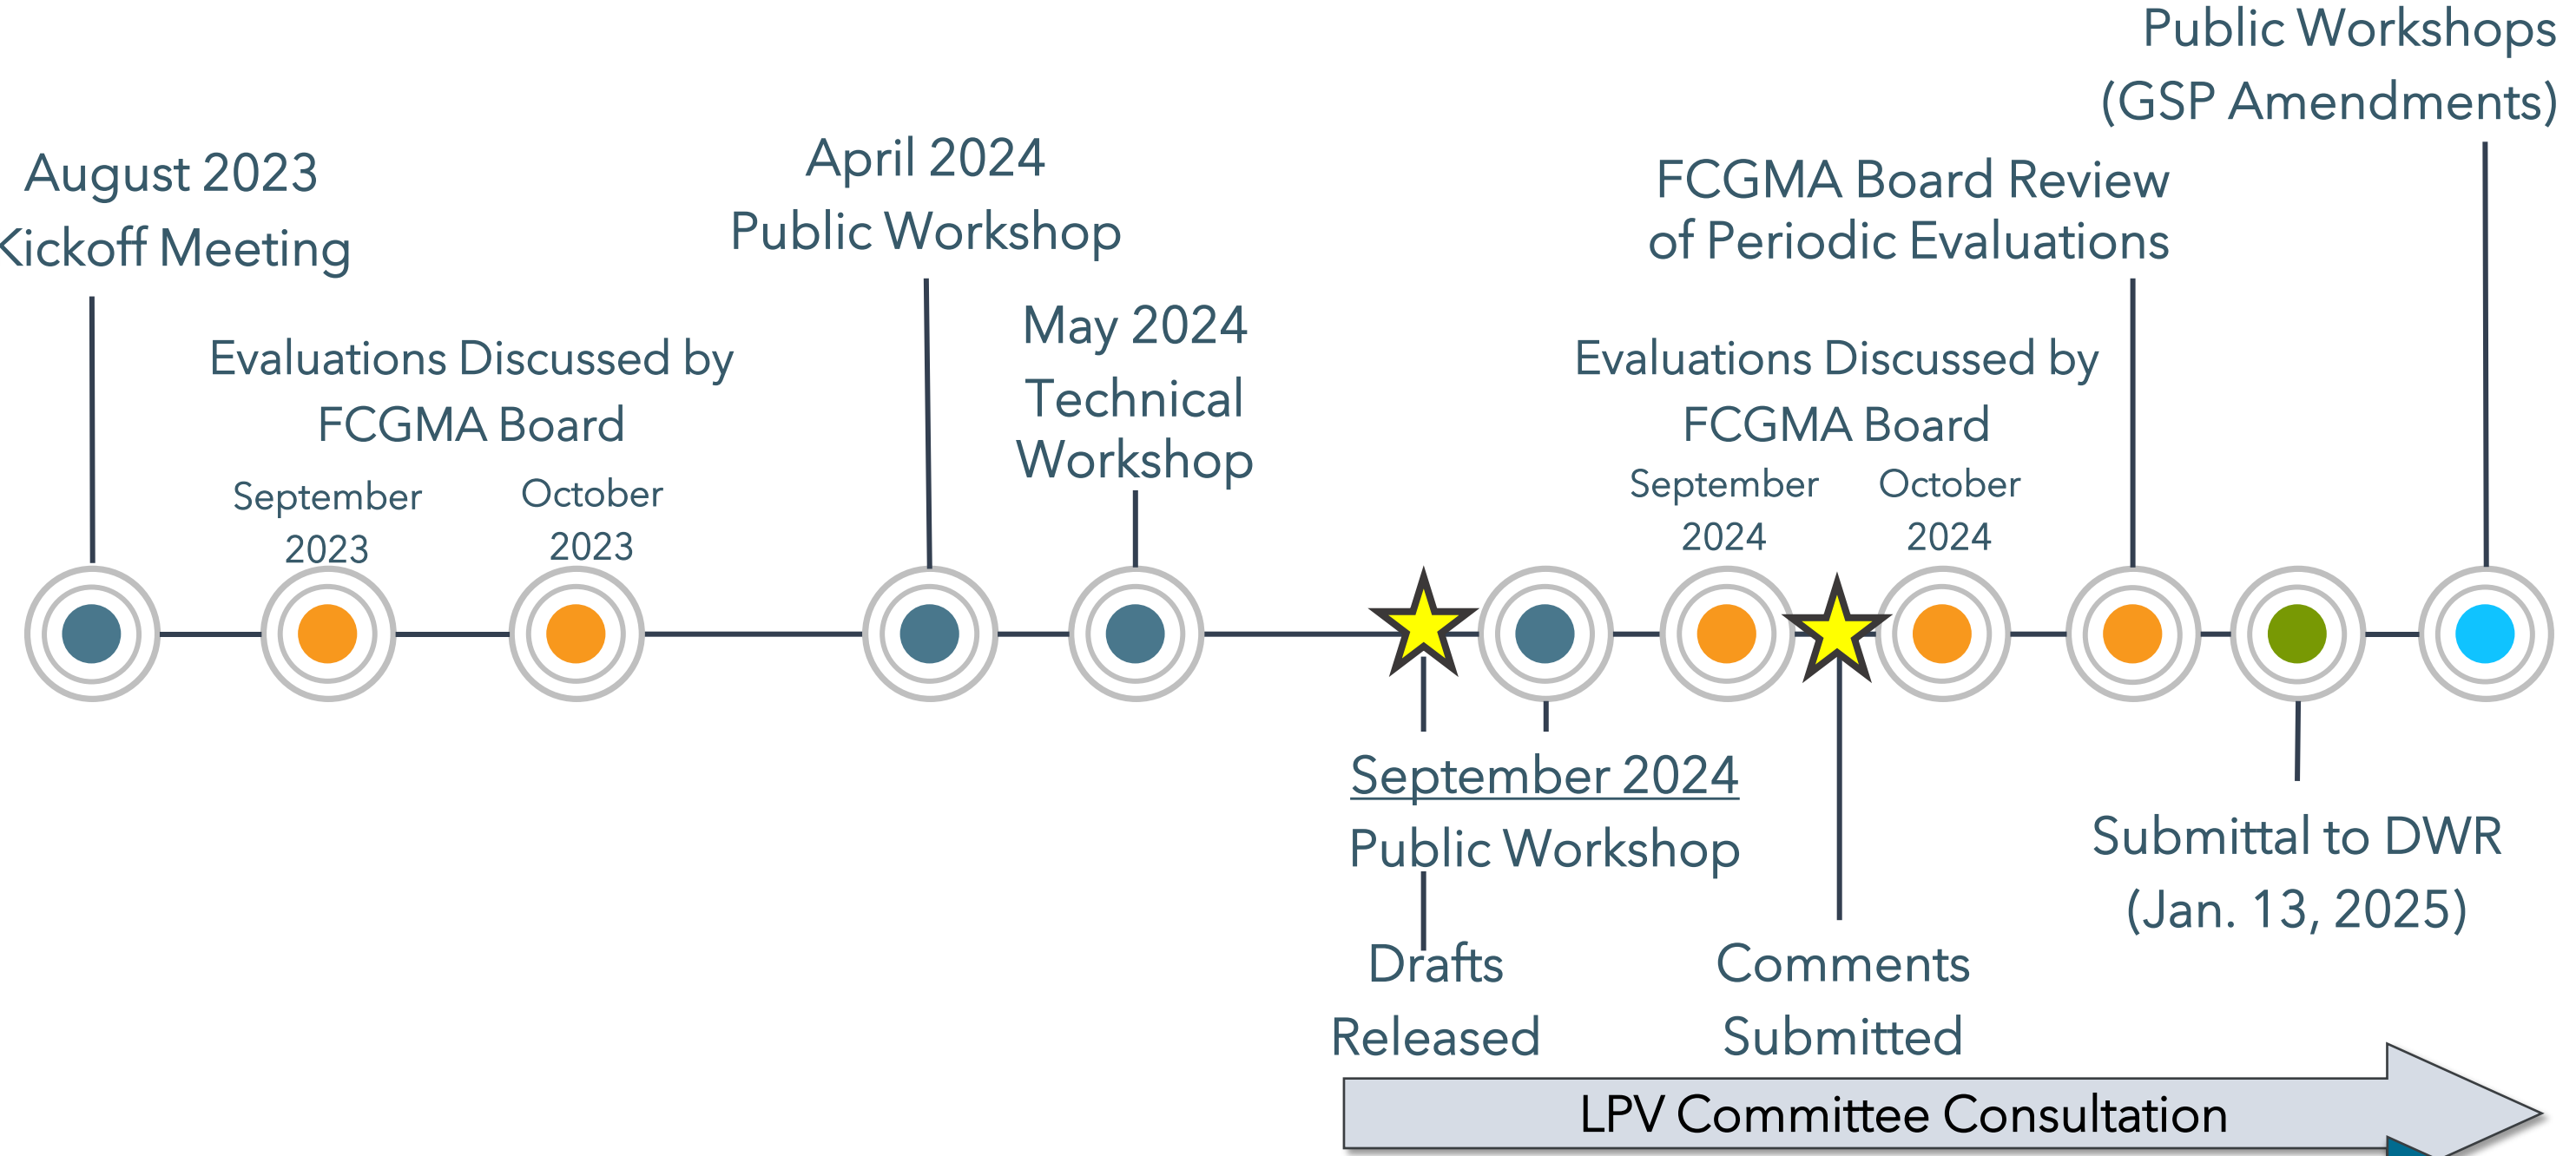 Public Workshops
(GSP Amendments)
August 2023
Kickoff Meeting
April 2024
Public Workshop
FCGMA Board Review
of Periodic Evaluations
Evaluations Discussed by
FCGMA Board
September
2023
October
2023
May 2024
Technical
Workshop
Evaluations Discussed by
FCGMA Board
September
2024
October
2024
September 2024
Public Workshop
Submittal to DWR
(Jan. 13, 2025)
Drafts
Released
Comments
Submitted
LPV Committee Consultation